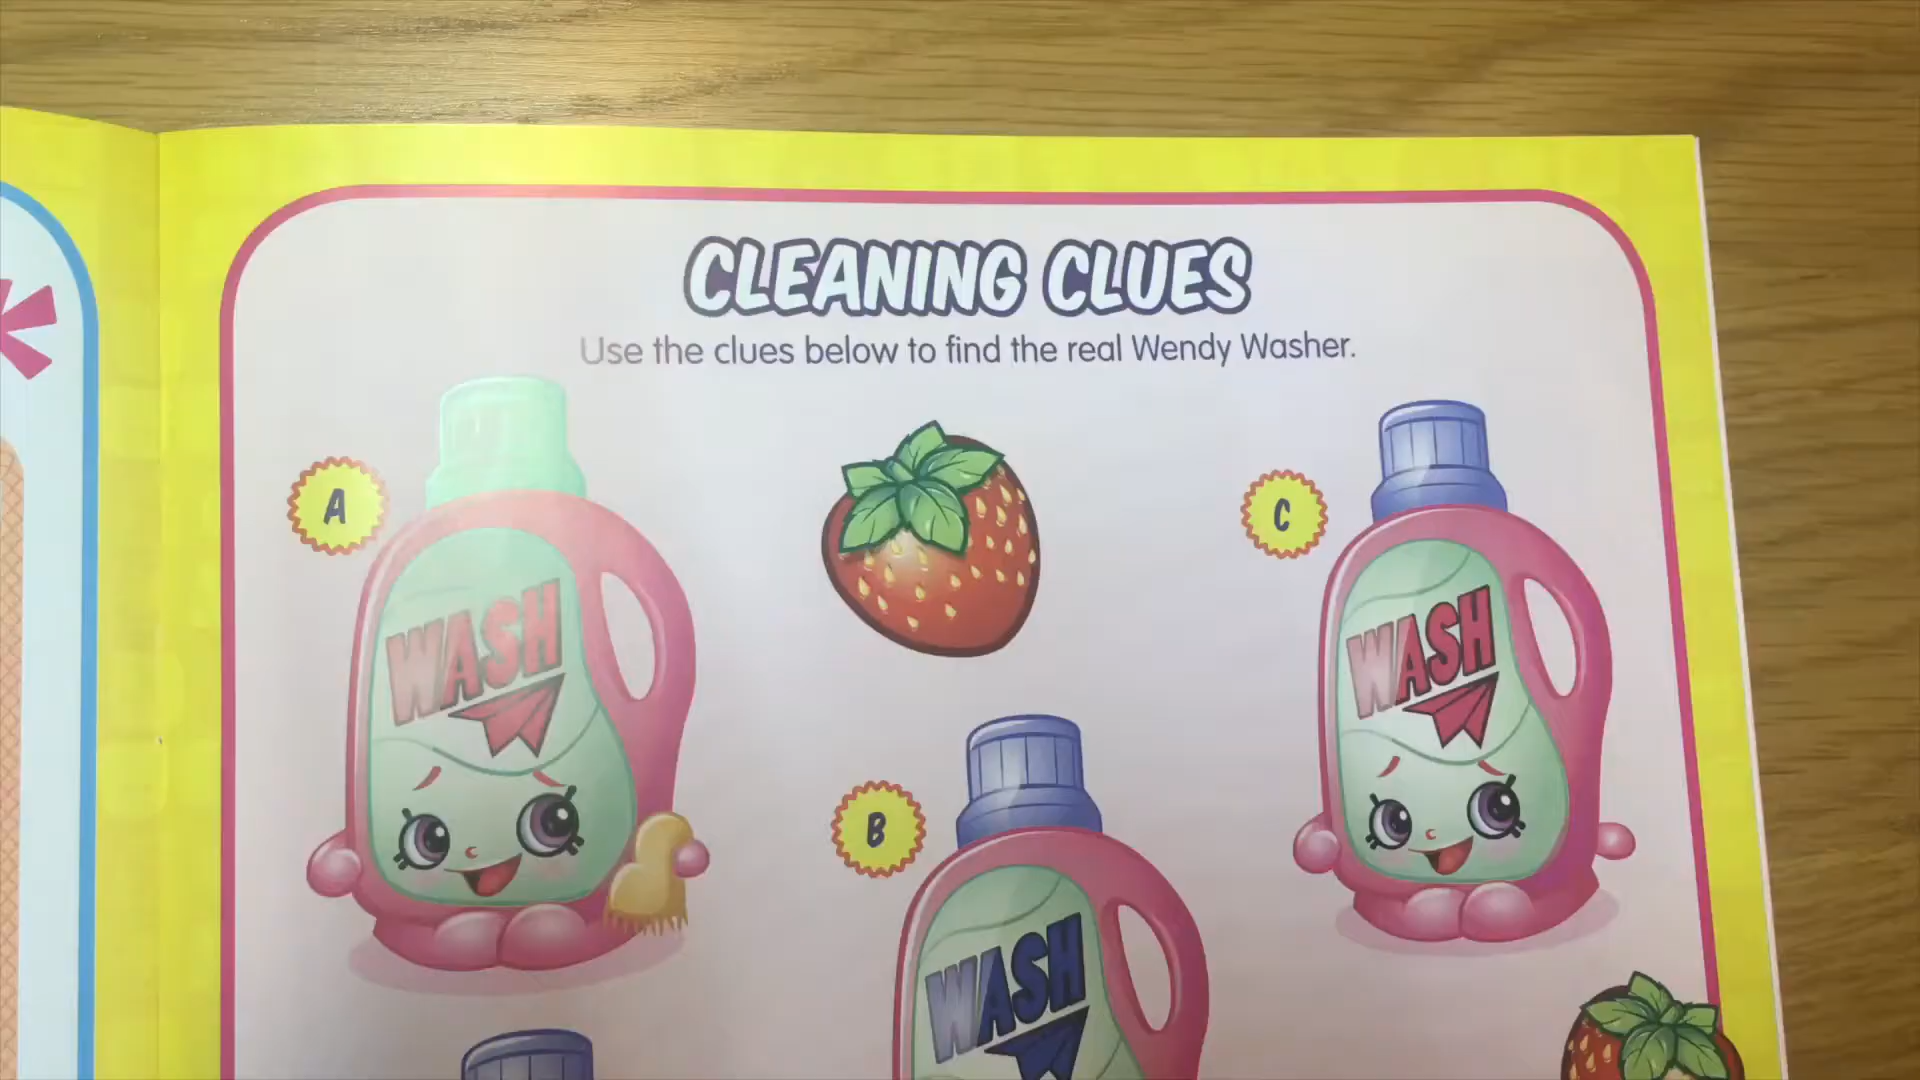 CLEANING CLUES
Use the clues below to find the real Wendy Washer.
A
C
WASH
WASH
B
WASH